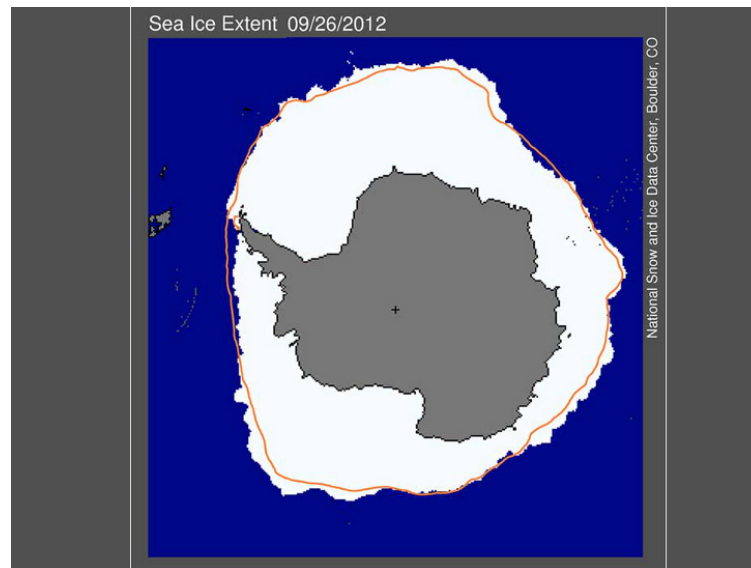 Sea Ice Extent 09/26/2012
National Snow and Ice Data Center, Boulder, CO